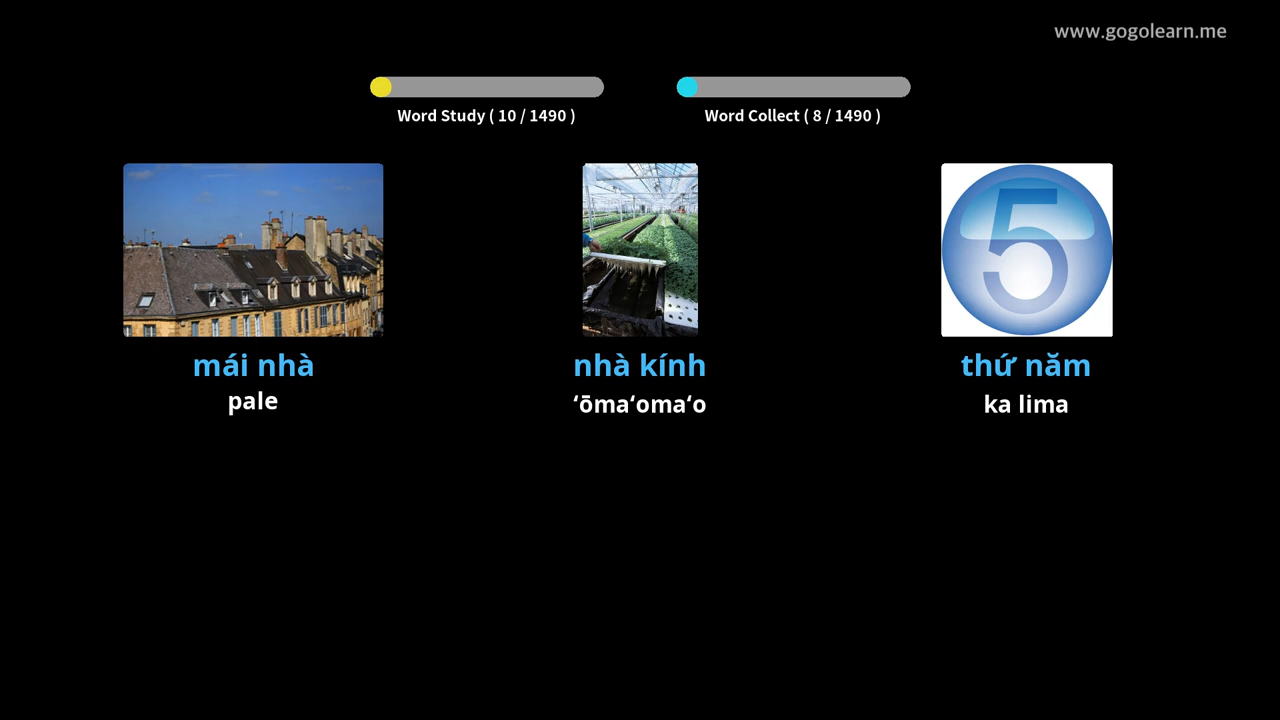 www.gogolearn.me
Word Study ( 10 / 1490 )
Word Collect ( 8 / 1490 )
5
mái nhà
nhà kính
thứ năm
pale
ʻōmaʻomaʻo
ka lima